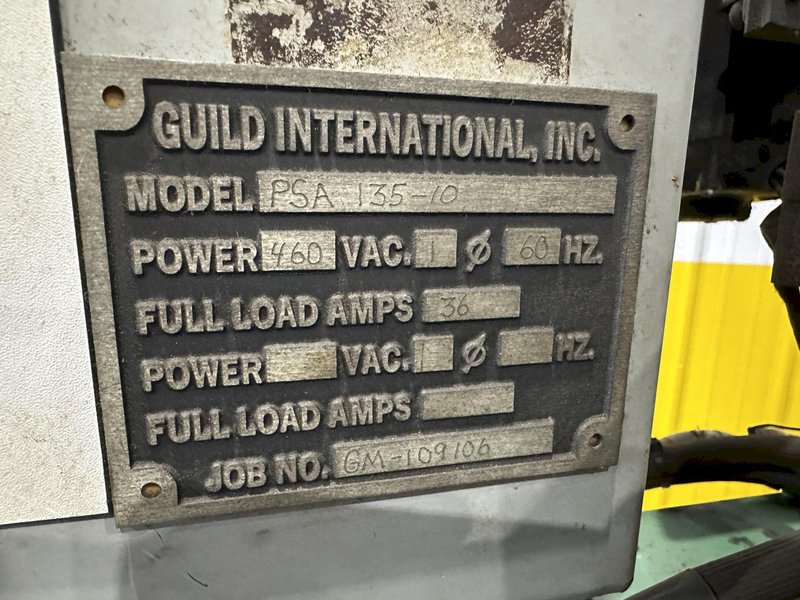 GUILD INTERNATIONAL, INC.
MODEL PSA 135-10
POWER 460 VAC. 1 Ø 60 HZ.
FULL LOAD AMPS 36
POWER VAC. 1 Ø HZ.
FULL LOAD AMPS
JOB NO. GM-109106